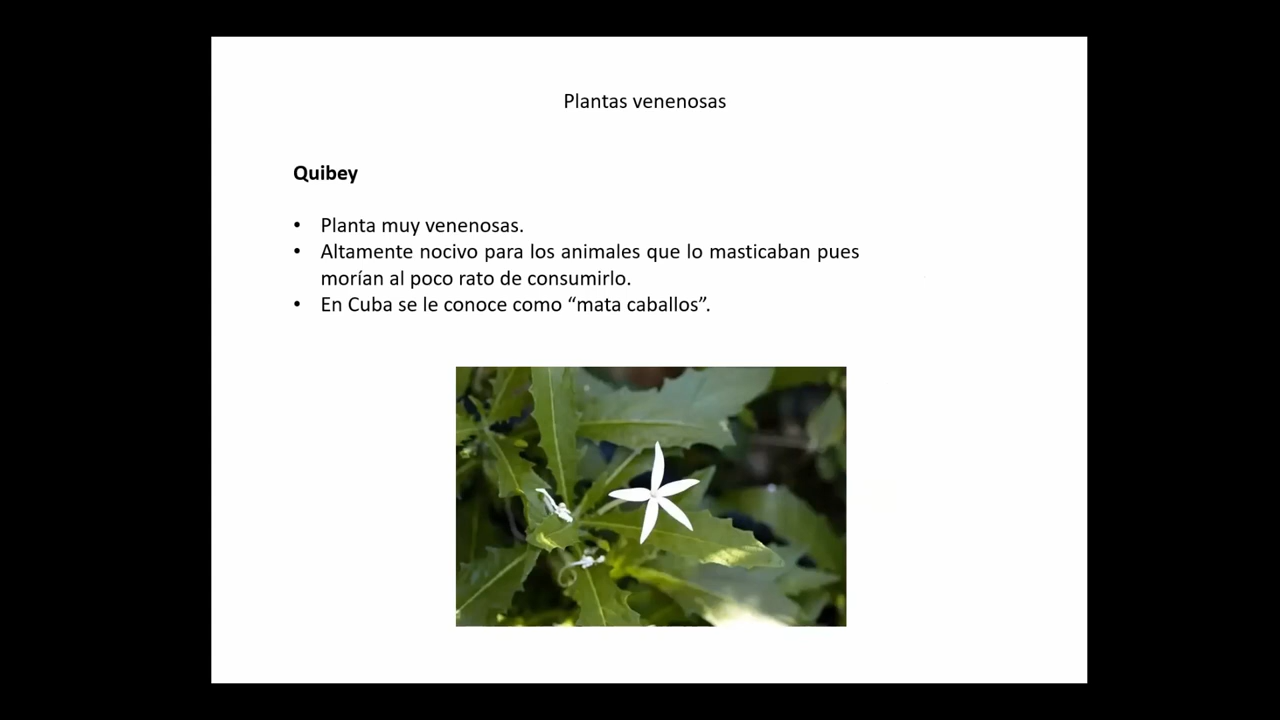 Plantas venenosas
Quibey
• Planta muy venenosas.
• Altamente nocivo para los animales que lo masticaban pues
morían al poco rato de consumirlo.
• En Cuba se le conoce como “mata caballos”.